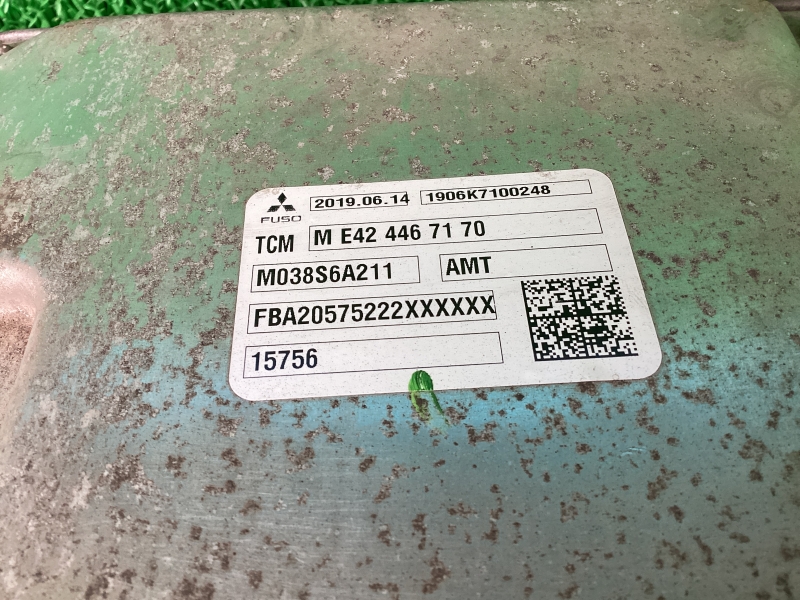 FUSO 2019.06.14 1906K7100248
TCM M E42 446 71 70
M038S6A211 AMT
FBA20575222XXXXXX
15756